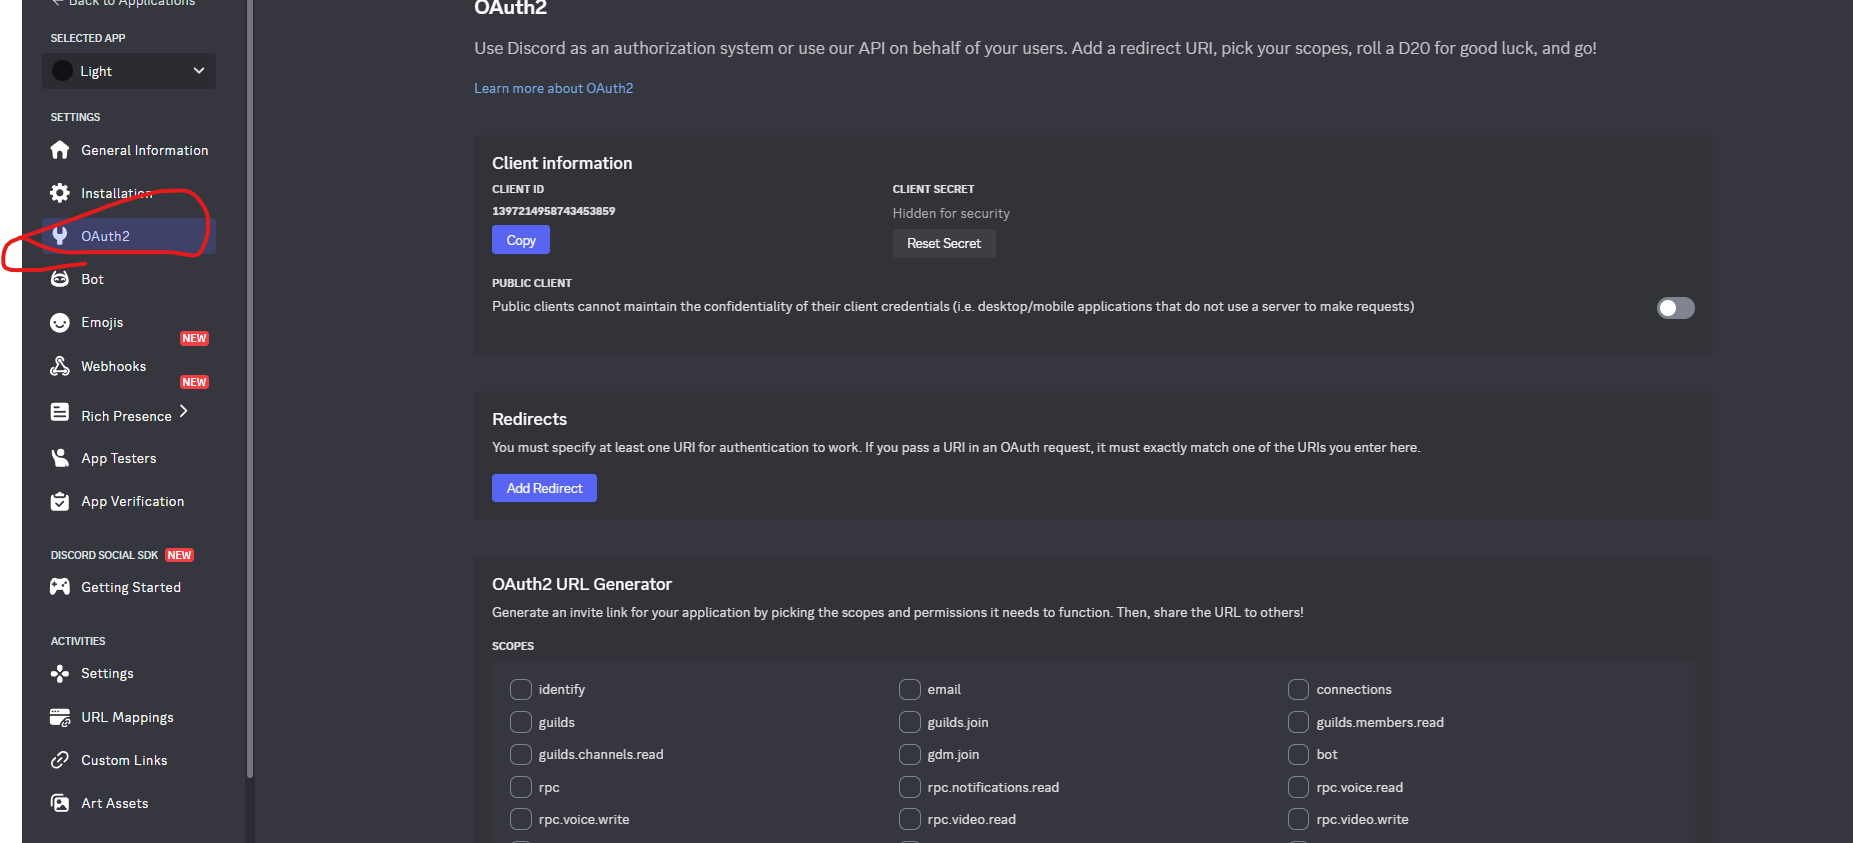 Back to Applications
SELECTED APP
Light
SETTINGS
General Information
Installation
OAuth2
Bot
Emojis
NEW
Webhooks
NEW
Rich Presence
App Testers
App Verification
DISCORD SOCIAL SDK NEW
Getting Started
ACTIVITIES
Settings
URL Mappings
Custom Links
Art Assets
OAuth2
Use Discord as an authorization system or use our API on behalf of your users. Add a redirect URI, pick your scopes, roll a D20 for good luck, and go!
Learn more about OAuth2
Client information
CLIENT ID
1397214958743453859
Copy
CLIENT SECRET
Hidden for security
Reset Secret
PUBLIC CLIENT
Public clients cannot maintain the confidentiality of their client credentials (i.e. desktop/mobile applications that do not use a server to make requests)
Redirects
You must specify at least one URI for authentication to work. If you pass a URI in an OAuth request, it must exactly match one of the URIs you enter here.
Add Redirect
OAuth2 URL Generator
Generate an invite link for your application by picking the scopes and permissions it needs to function. Then, share the URL to others!
SCOPES
identify email connections
guilds guilds.join guilds.members.read
guilds.channels.read gdm.join bot
rpc rpc.notifications.read rpc.voice.read
rpc.voice.write rpc.video.read rpc.video.write